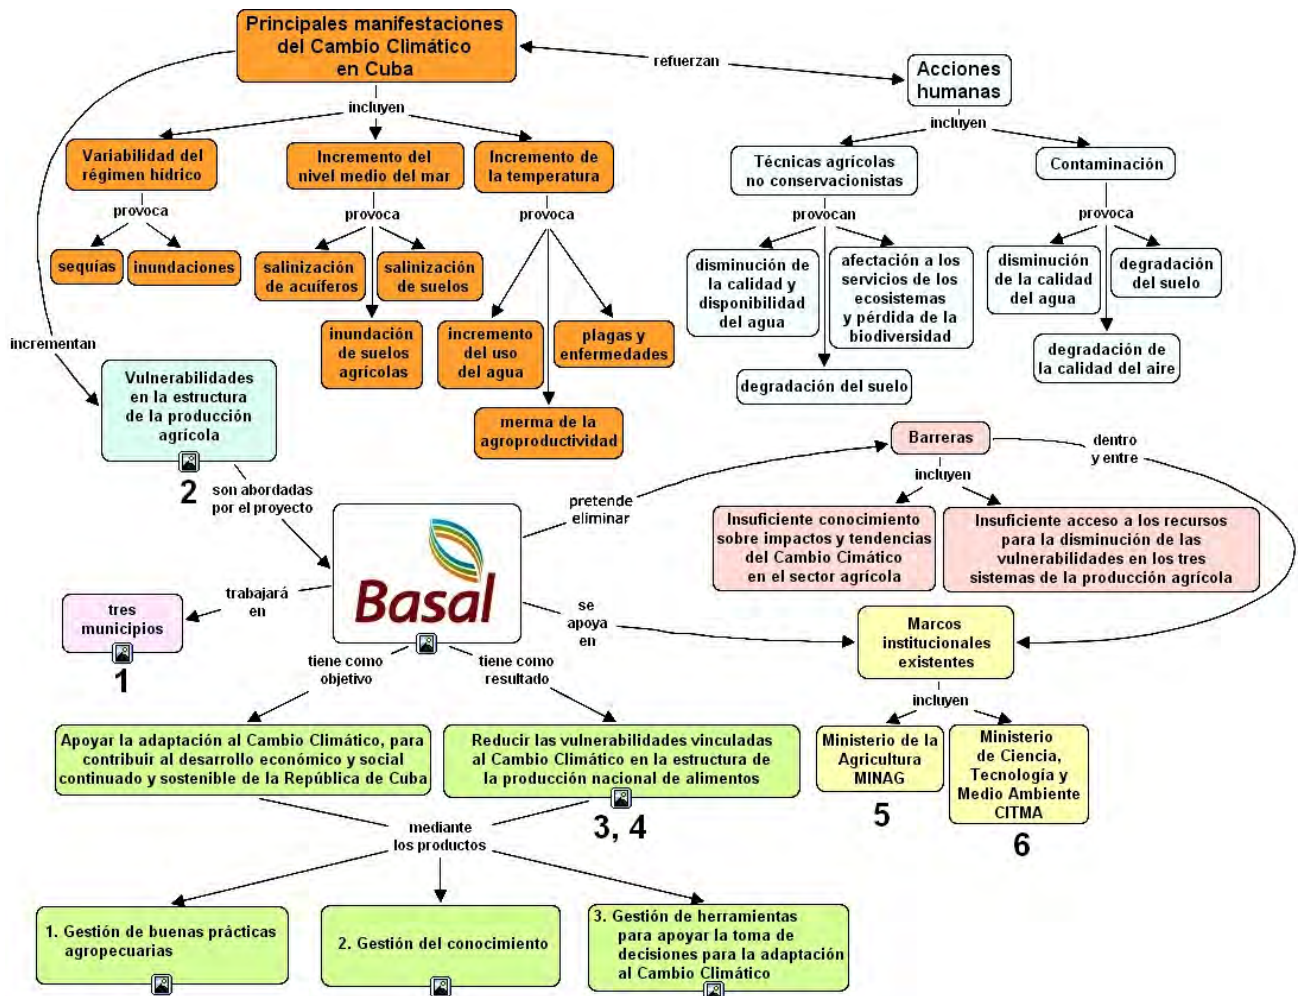 Principales manifestaciones
del Cambio Climático
en Cuba
refuerzan
Acciones
humanas
incluyen
incluyen
Variabilidad del
régimen hídrico
Incremento del
nivel medio del mar
Incremento de
la temperatura
Técnicas agrícolas
no conservacionistas
Contaminación
provoca
provoca
provoca
provocan
provoca
sequías
inundaciones
salinización
de acuíferos
salinización
de suelos
disminución de
la calidad y
disponibilidad
del agua
afectación a los
servicios de los
ecosistemas
y pérdida de la
biodiversidad
disminución
de la calidad
del agua
degradación
del suelo
inundación
de suelos
agrícolas
incremento
del uso
del agua
plagas y
enfermedades
degradación del suelo
degradación de
la calidad del aire
merma de la
agroproductividad
incrementan
Vulnerabilidades
en la estructura
de la producción
agrícola
2
son abordadas
por el proyecto
Basal
pretende
eliminar
Barreras
dentro
y entre
incluyen
Insuficiente conocimiento
sobre impactos y tendencias
del Cambio Cimático
en el sector agrícola
Insuficiente acceso a los recursos
para la disminución de las
vulnerabilidades en los tres
sistemas de la producción agrícola
trabajará
en
tres
municipios
1
se
apoya
en
Marcos
institucionales
existentes
incluyen
Ministerio de la
Agricultura
MINAG
5
Ministerio
de Ciencia,
Tecnología y
Medio Ambiente
CITMA
6
tiene como
objetivo
tiene como
resultado
Apoyar la adaptación al Cambio Climático, para
contribuir al desarrollo económico y social
continuado y sostenible de la República de Cuba
Reducir las vulnerabilidades vinculadas
al Cambio Climático en la estructura de
la producción nacional de alimentos
3, 4
mediante
los productos
1. Gestión de buenas prácticas
agropecuarias
2. Gestión del conocimiento
3. Gestión de herramientas
para apoyar la toma de
decisiones para la adaptación
al Cambio Climático